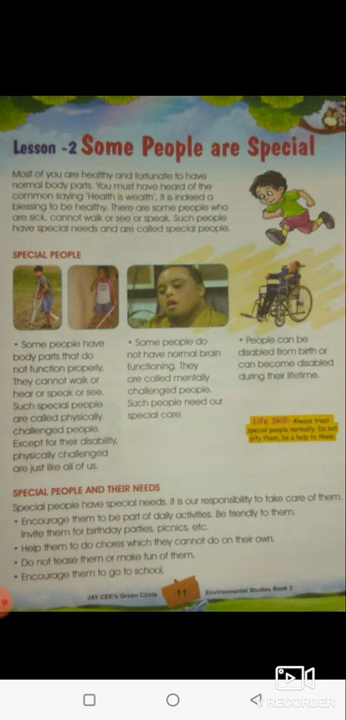 Lesson -2 Some People are Special
Most of you are healthy and fortunate to have
normal body parts. You must have heard of the
common saying 'Health is wealth'. It is indeed a
blessing to be healthy. There are some people who
are sick, cannot walk or see or speak. Such people
have special needs and are called special people.
SPECIAL PEOPLE
• Some people have
body parts that do
not function properly.
They cannot walk or
hear or speak or see.
Such special people
are called physically
challenged people.
Except for their disability,
physically challenged
are just like all of us.
• Some people do
not have normal brain
functioning. They
are called mentally
challenged people.
Such people need our
special care.
• People can be
disabled from birth or
can become disabled
during their lifetime.
Life Skill: Always treat
special people normally. Do not
pity them, be a help to them.
SPECIAL PEOPLE AND THEIR NEEDS
Special people have special needs. It is our responsibility to take care of them.
• Encourage them to be part of daily activities. Be friendly to them.
Invite them for birthday parties, picnics, etc.
• Help them to do chores which they cannot do on their own.
• Do not tease them or make fun of them.
• Encourage them to go to school.
JAY CEE's Green Circle 11 Environmental Studies Book
RECORDER